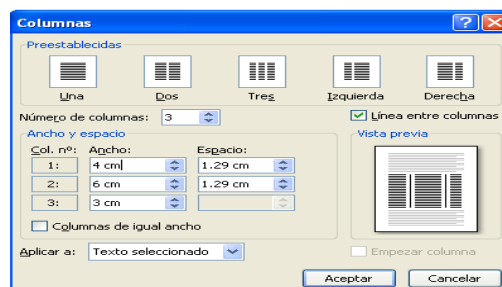 Columnas
Preestablecidas
Una Dos Tres Izquierda Derecha
Número de columnas: 3 Línea entre columnas
Ancho y espacio Vista previa
Col. nº: Ancho: Espacio:
1: 4 cm 1.29 cm
2: 6 cm 1.29 cm
3: 3 cm
Columnas de igual ancho
Aplicar a: Texto seleccionado Empezar columna
Aceptar Cancelar